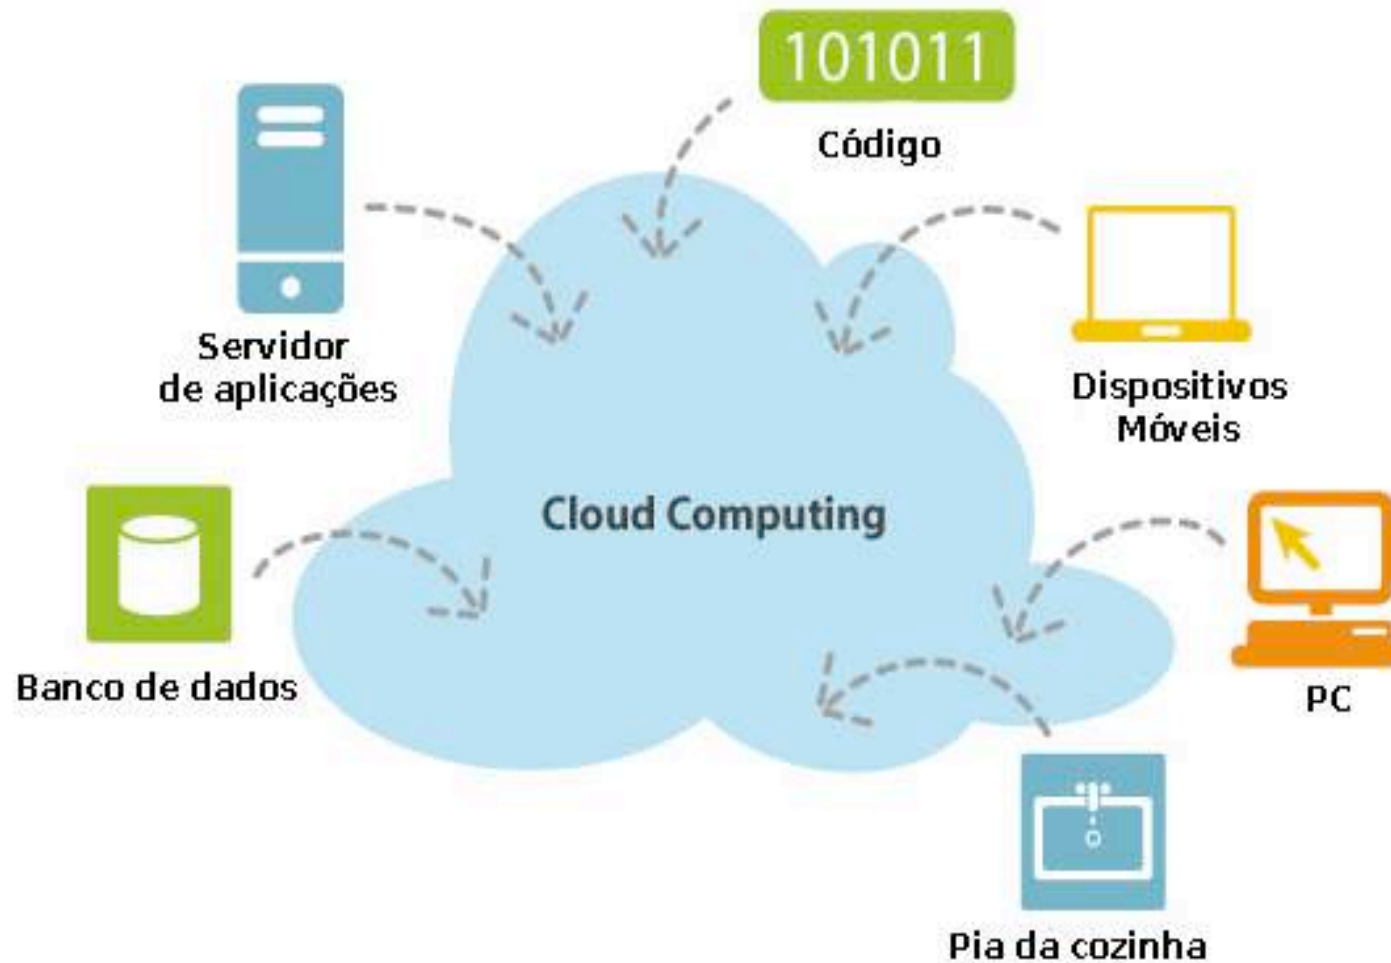 101011
Código
Servidor
de aplicações
Dispositivos
Móveis
Cloud Computing
Banco de dados
PC
Pia da cozinha